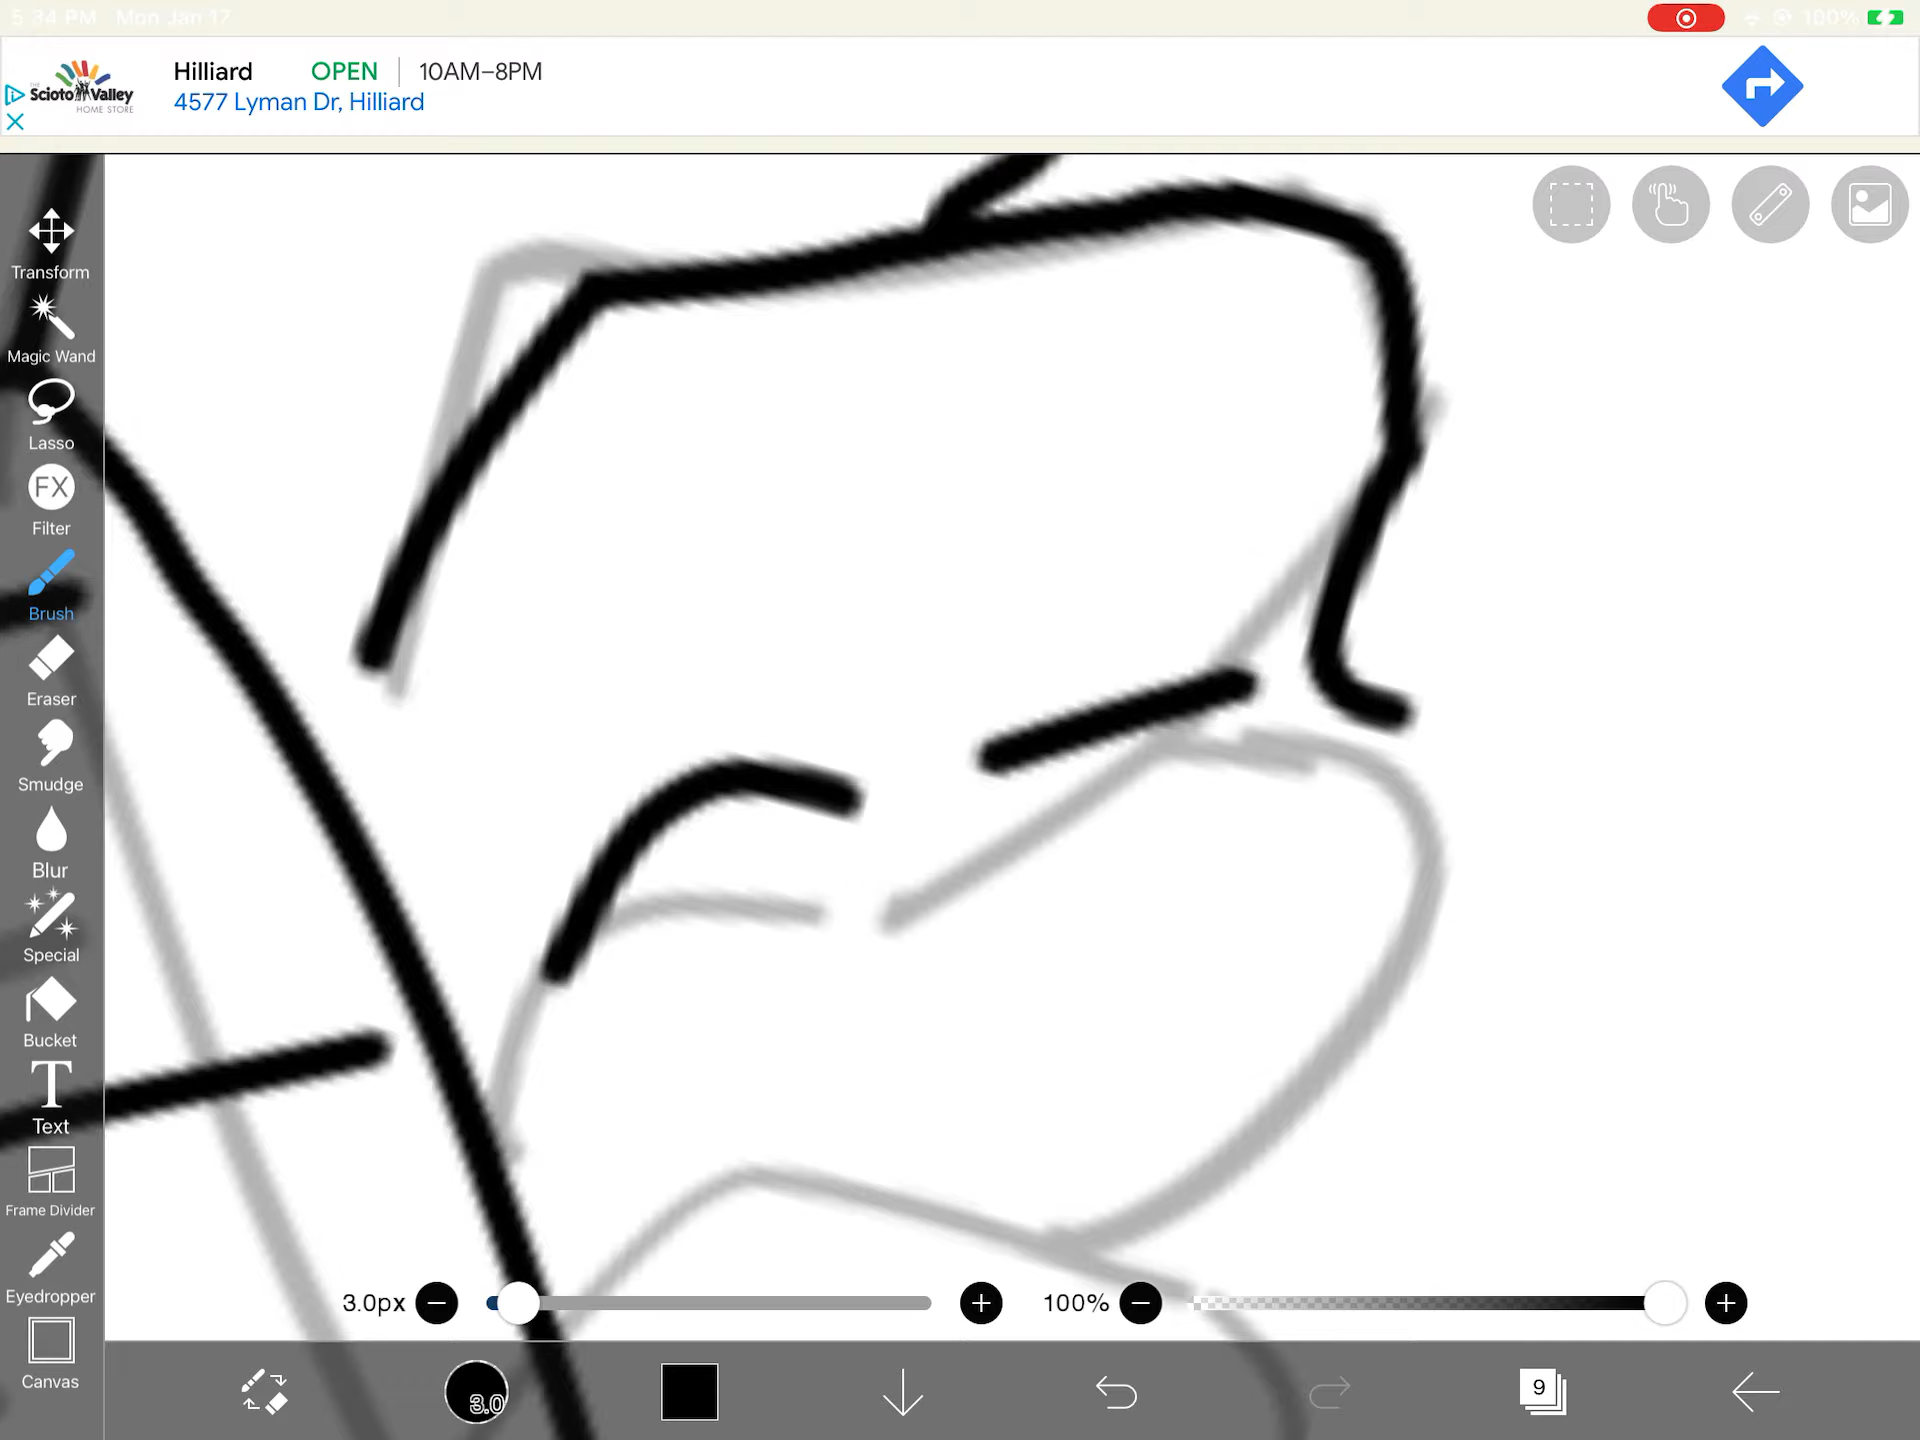 5:34 PM Mon Jan 17
100%
THE
Scioto Valley
HOME STORE
Hilliard OPEN 10AM–8PM
4577 Lyman Dr, Hilliard
Transform
Magic Wand
Lasso
FX
Filter
Brush
Eraser
Smudge
Blur
Special
Bucket
T
Text
Frame Divider
Eyedropper
Canvas
3.0px
100%
3.0
9